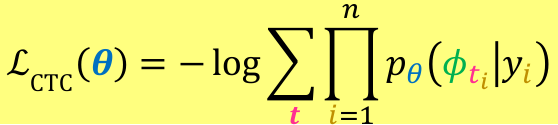 ℒ_CTC(θ) = − log ∑_t ∏_{i=1}^{n} p_θ(ϕ_{t_i}|y_i)